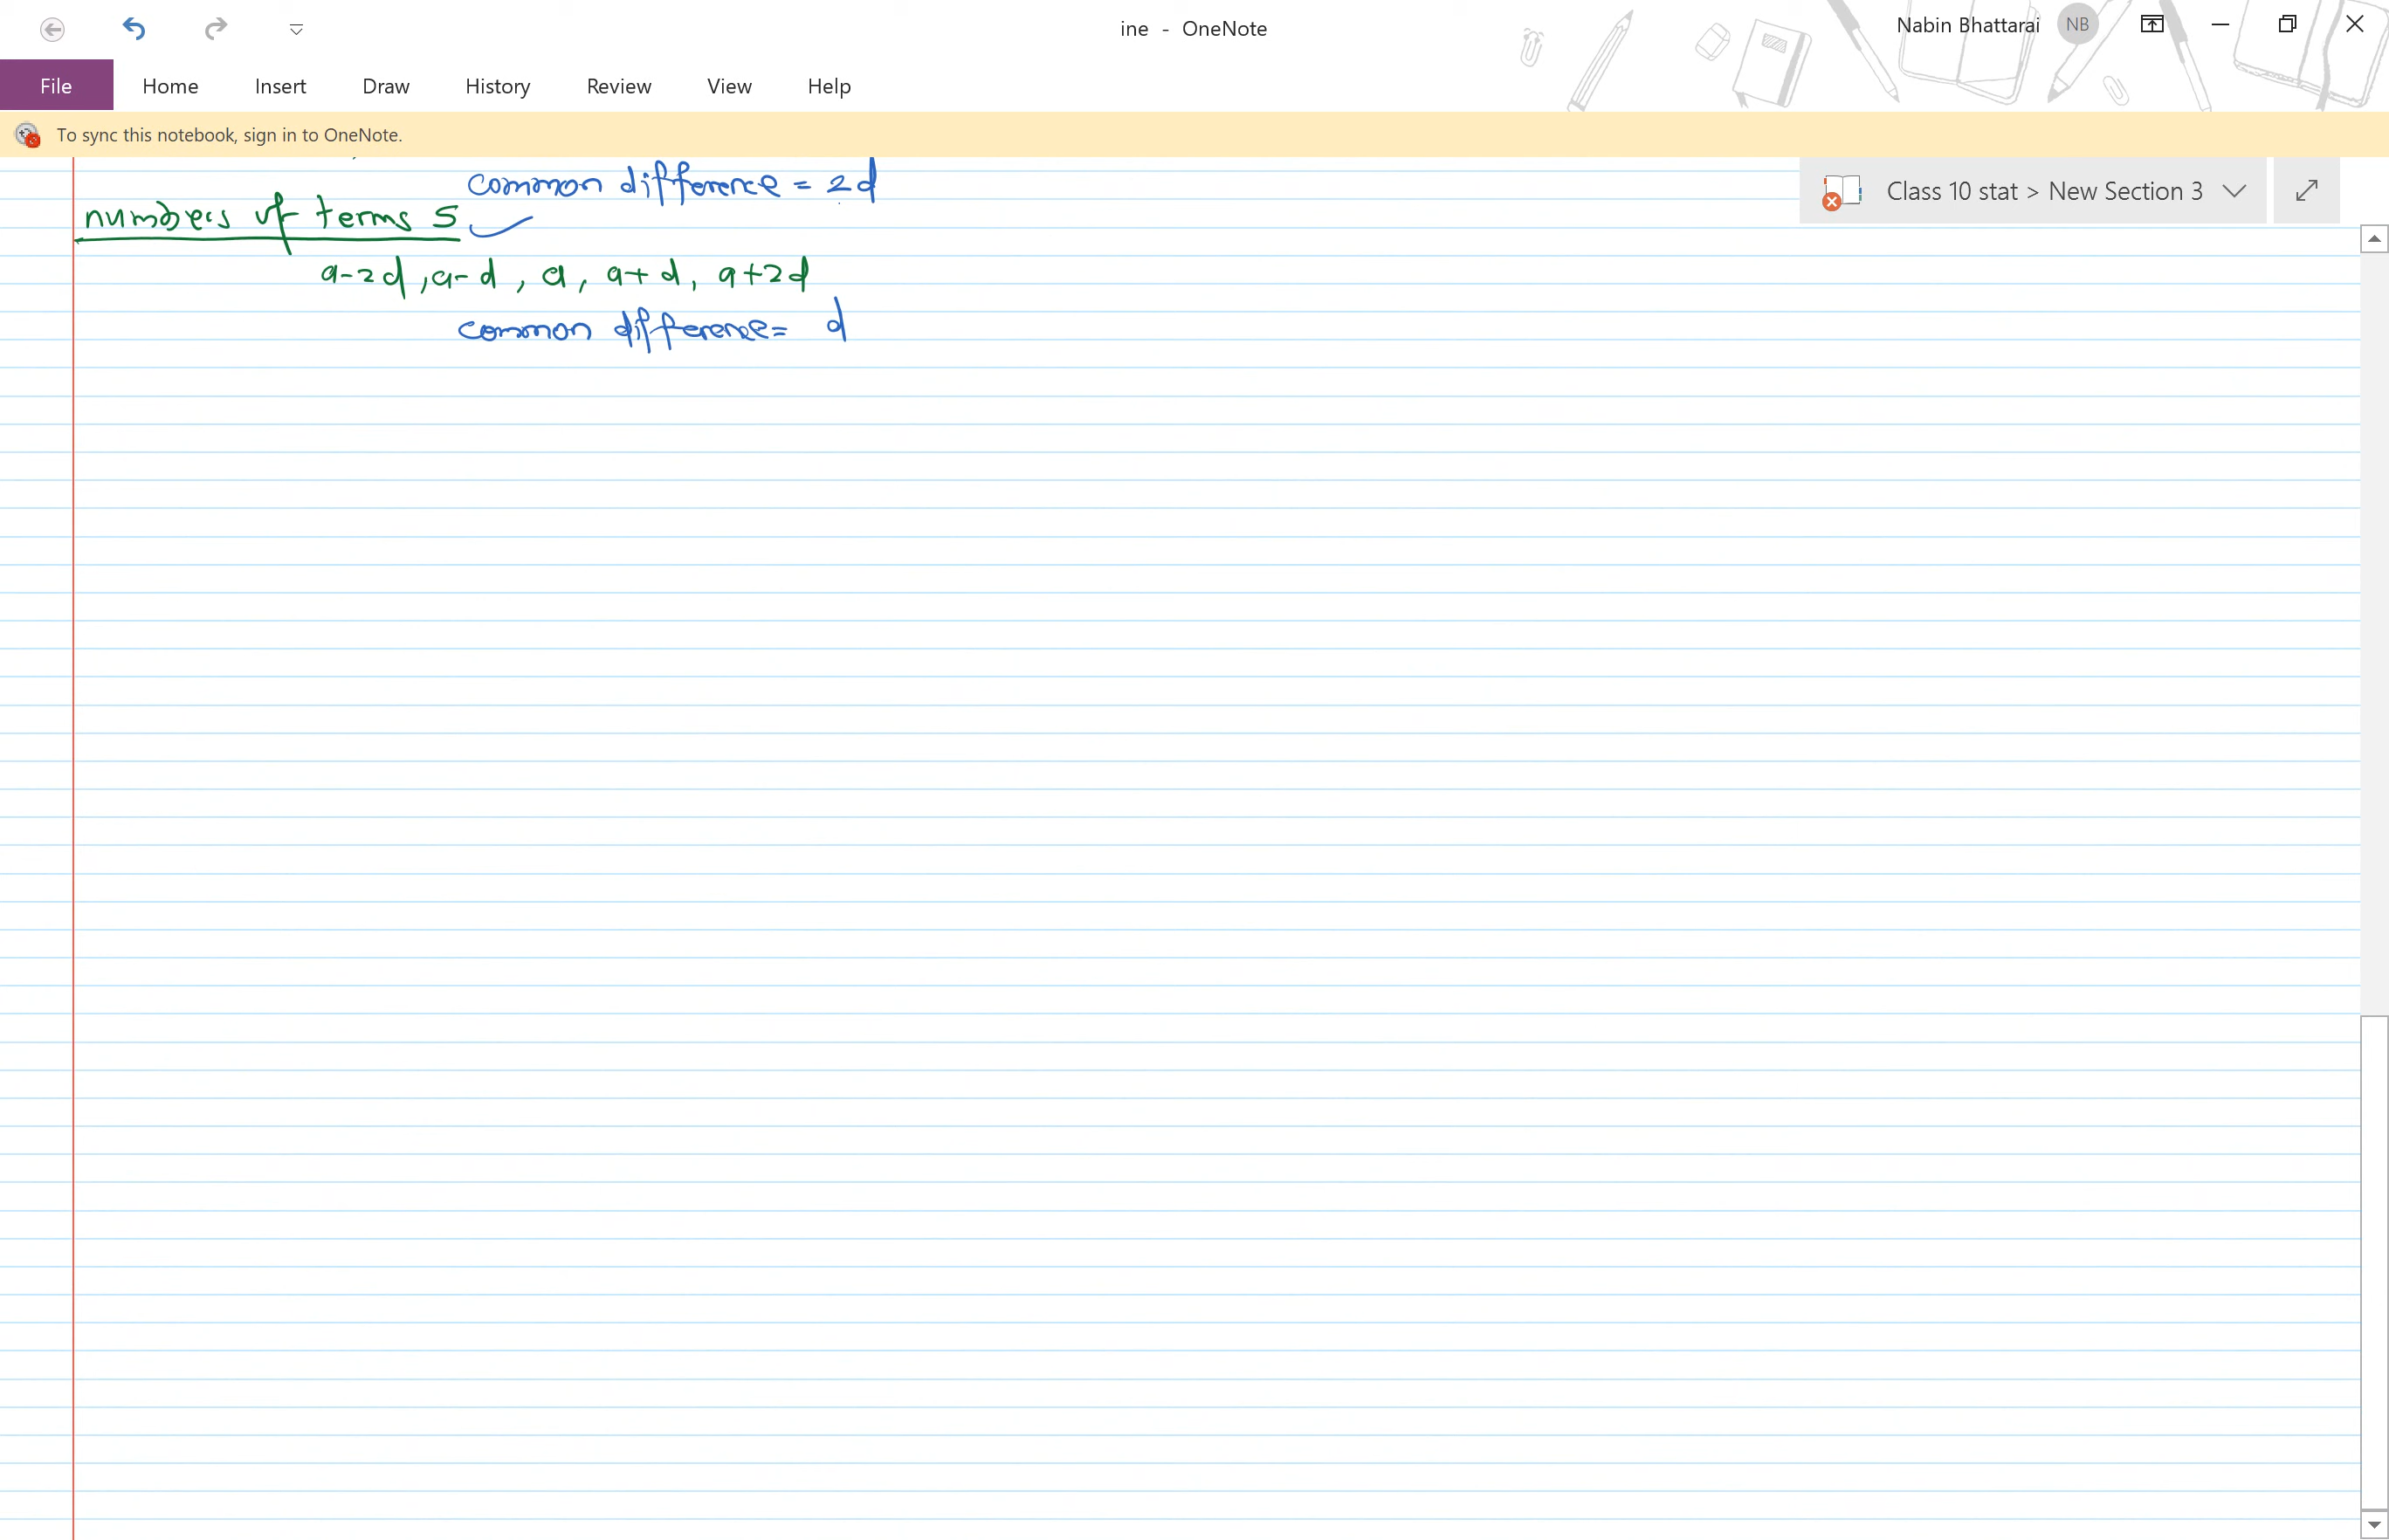 ine - OneNote
Nabin Bhattarai NB
File Home Insert Draw History Review View Help
To sync this notebook, sign in to OneNote.
Class 10 stat > New Section 3
common difference = 2d
numbers of terms 5
a-2d, a-d, a, a+d, a+2d
common difference= d